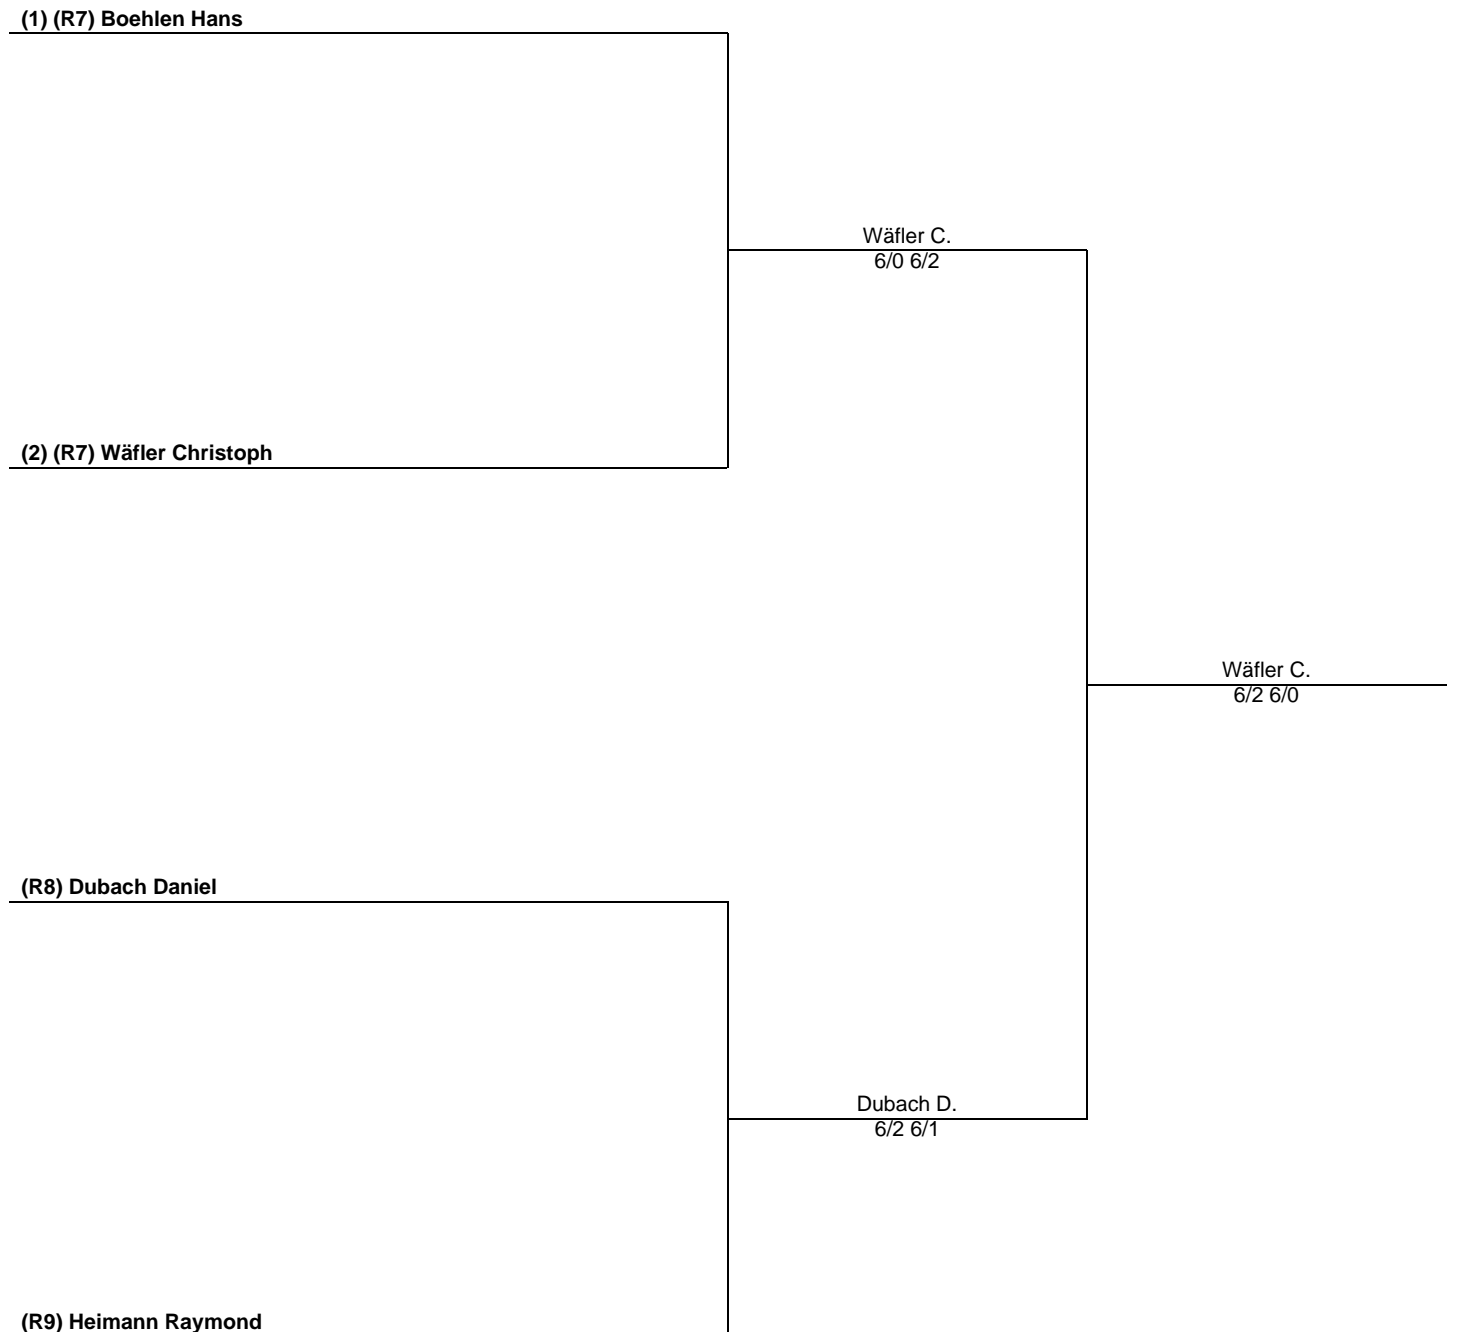 (1) (R7) Boehlen Hans
Wäfler C.
6/0 6/2
(2) (R7) Wäfler Christoph
Wäfler C.
6/2 6/0
(R8) Dubach Daniel
Dubach D.
6/2 6/1
(R9) Heimann Raymond